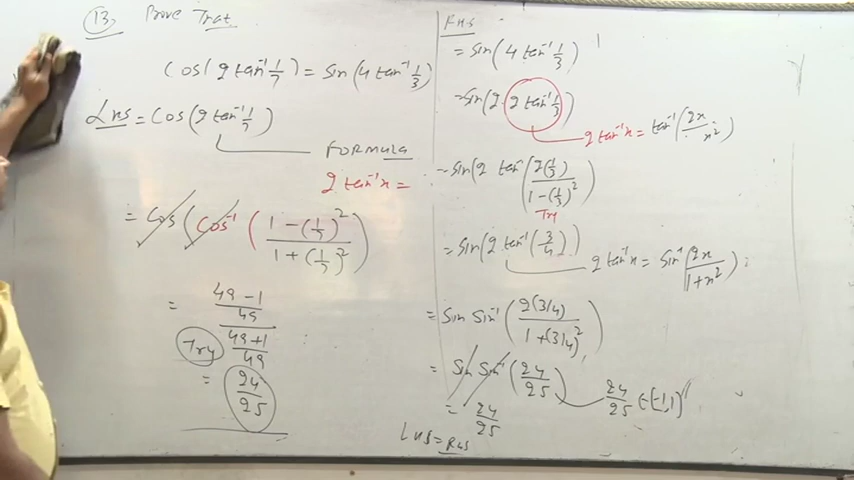 13. Prove That
cos(2 tan⁻¹ 1/7) = sin(4 tan⁻¹ 1/3)
LHS = cos(2 tan⁻¹ 1/7)
FORMULA
2 tan⁻¹x =
= cos(cos⁻¹((1-(1/7)²)/(1+(1/7)²))
= ((49-1)/49)/((49+1)/49)
Try
= 24/25
RHS
= sin(4 tan⁻¹ 1/3)
= sin(2·2 tan⁻¹ 1/3)
2 tan⁻¹x = tan⁻¹(2x/ x²)
= sin(2 tan⁻¹(2(1/3)/(1-(1/3)²))
Try
= sin(2 tan⁻¹(3/4))
2 tan⁻¹x = sin⁻¹(2x/(1+x²))
= sin sin⁻¹(2(3/4)/(1+(3/4)²))
= sin sin⁻¹(24/25)
24/25 ∈ [-1,1]
= 24/25
LHS = RHS